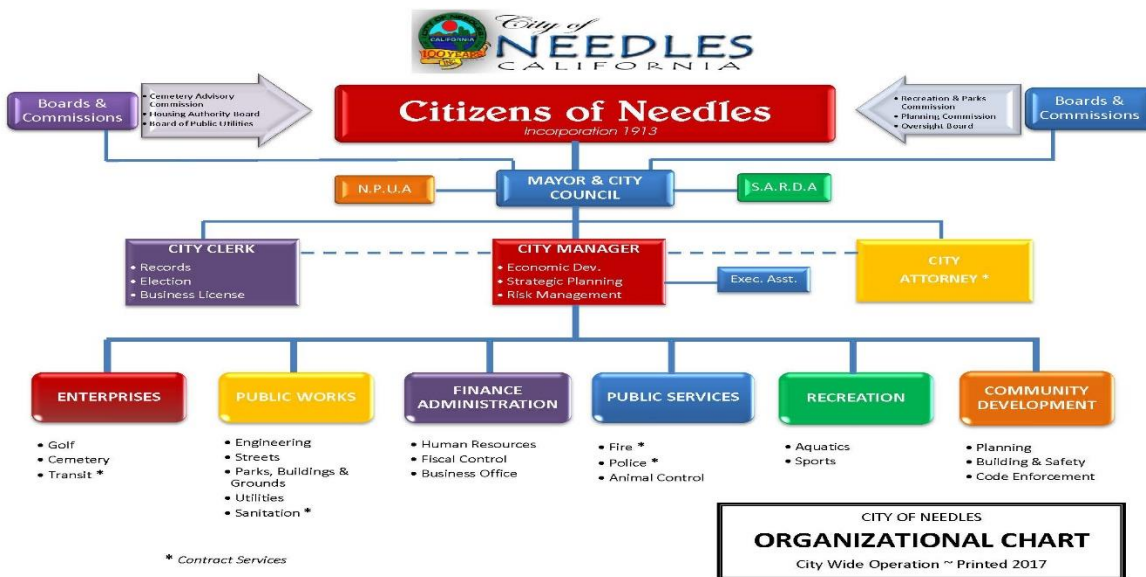 City of
NEEDLES
CALIFORNIA
CITY OF NEEDLES
CALIFORNIA
100 YEARS
INC.
Boards &
Commissions
• Cemetery Advisory
Commission
• Housing Authority Board
• Board of Public Utilities
Citizens of Needles
Incorporation 1913
• Recreation & Parks
Commission
• Planning Commission
• Oversight Board
Boards &
Commissions
N.P.U.A
MAYOR & CITY
COUNCIL
S.A.R.D.A
CITY CLERK
• Records
• Election
• Business License
CITY MANAGER
• Economic Dev.
• Strategic Planning
• Risk Management
Exec. Asst.
CITY
ATTORNEY *
ENTERPRISES
• Golf
• Cemetery
• Transit *
PUBLIC WORKS
• Engineering
• Streets
• Parks, Buildings &
Grounds
• Utilities
• Sanitation *
FINANCE
ADMINISTRATION
• Human Resources
• Fiscal Control
• Business Office
PUBLIC SERVICES
• Fire *
• Police *
• Animal Control
RECREATION
• Aquatics
• Sports
COMMUNITY
DEVELOPMENT
• Planning
• Building & Safety
• Code Enforcement
* Contract Services
CITY OF NEEDLES
ORGANIZATIONAL CHART
City Wide Operation ~ Printed 2017